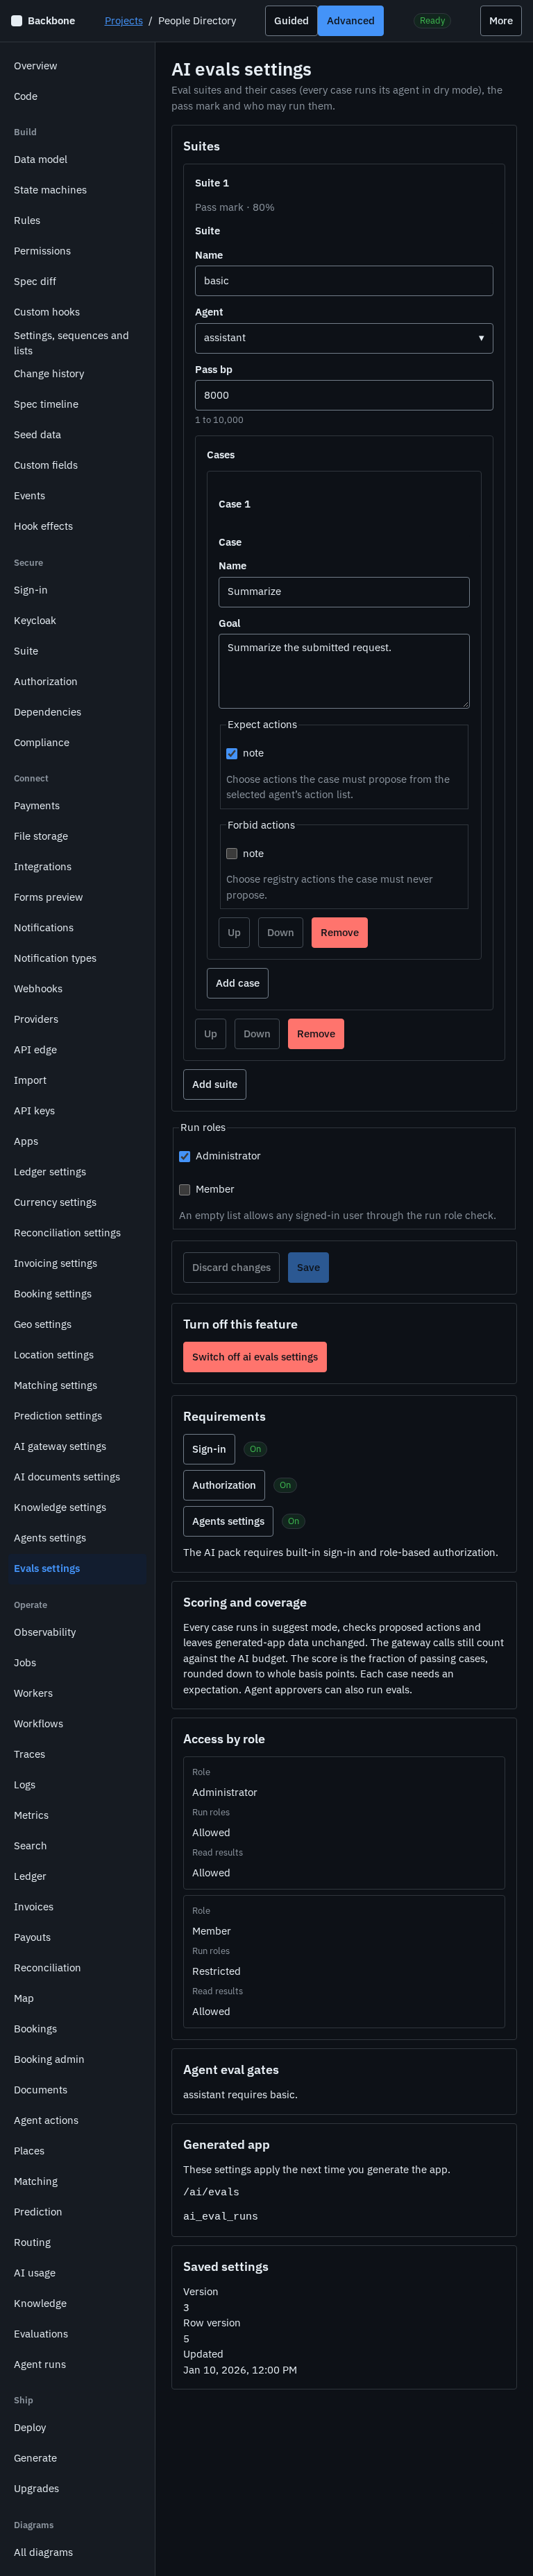 Backbone
Projects / People Directory
Guided
Advanced
Ready
More
Overview
Code
Build
Data model
State machines
Rules
Permissions
Spec diff
Custom hooks
Settings, sequences and
lists
Change history
Spec timeline
Seed data
Custom fields
Events
Hook effects
Secure
Sign-in
Keycloak
Suite
Authorization
Dependencies
Compliance
Connect
Payments
File storage
Integrations
Forms preview
Notifications
Notification types
Webhooks
Providers
API edge
Import
API keys
Apps
Ledger settings
Currency settings
Reconciliation settings
Invoicing settings
Booking settings
Geo settings
Location settings
Matching settings
Prediction settings
AI gateway settings
AI documents settings
Knowledge settings
Agents settings
Evals settings
Operate
Observability
Jobs
Workers
Workflows
Traces
Logs
Metrics
Search
Ledger
Invoices
Payouts
Reconciliation
Map
Bookings
Booking admin
Documents
Agent actions
Places
Matching
Prediction
Routing
AI usage
Knowledge
Evaluations
Agent runs
Ship
Deploy
Generate
Upgrades
Diagrams
All diagrams
AI evals settings
Eval suites and their cases (every case runs its agent in dry mode), the
pass mark and who may run them.
Suites
Suite 1
Pass mark · 80%
Suite
Name
basic
Agent
assistant
Pass bp
8000
1 to 10,000
Cases
Case 1
Case
Name
Summarize
Goal
Summarize the submitted request.
Expect actions
note
Choose actions the case must propose from the
selected agent’s action list.
Forbid actions
note
Choose registry actions the case must never
propose.
Up
Down
Remove
Add case
Up
Down
Remove
Add suite
Run roles
Administrator
Member
An empty list allows any signed-in user through the run role check.
Discard changes
Save
Turn off this feature
Switch off ai evals settings
Requirements
Sign-in
On
Authorization
On
Agents settings
On
The AI pack requires built-in sign-in and role-based authorization.
Scoring and coverage
Every case runs in suggest mode, checks proposed actions and
leaves generated-app data unchanged. The gateway calls still count
against the AI budget. The score is the fraction of passing cases,
rounded down to whole basis points. Each case needs an
expectation. Agent approvers can also run evals.
Access by role
Role
Administrator
Run roles
Allowed
Read results
Allowed
Role
Member
Run roles
Restricted
Read results
Allowed
Agent eval gates
assistant requires basic.
Generated app
These settings apply the next time you generate the app.
/ai/evals
ai_eval_runs
Saved settings
Version
3
Row version
5
Updated
Jan 10, 2026, 12:00 PM